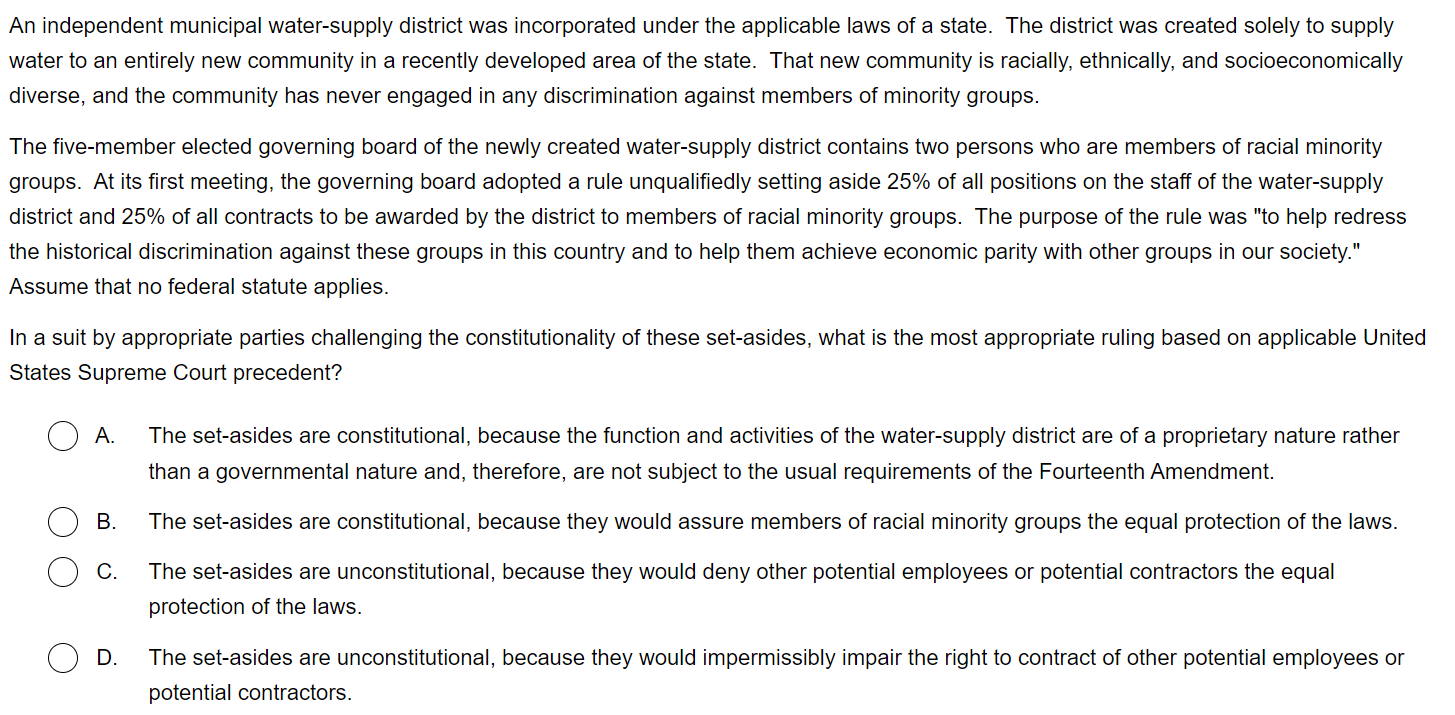 An independent municipal water-supply district was incorporated under the applicable laws of a state.  The district was created solely to supply
water to an entirely new community in a recently developed area of the state.  That new community is racially, ethnically, and socioeconomically
diverse, and the community has never engaged in any discrimination against members of minority groups.
The five-member elected governing board of the newly created water-supply district contains two persons who are members of racial minority
groups.  At its first meeting, the governing board adopted a rule unqualifiedly setting aside 25% of all positions on the staff of the water-supply
district and 25% of all contracts to be awarded by the district to members of racial minority groups.  The purpose of the rule was "to help redress
the historical discrimination against these groups in this country and to help them achieve economic parity with other groups in our society."
Assume that no federal statute applies.
In a suit by appropriate parties challenging the constitutionality of these set-asides, what is the most appropriate ruling based on applicable United
States Supreme Court precedent?
A. The set-asides are constitutional, because the function and activities of the water-supply district are of a proprietary nature rather
than a governmental nature and, therefore, are not subject to the usual requirements of the Fourteenth Amendment.
B. The set-asides are constitutional, because they would assure members of racial minority groups the equal protection of the laws.
C. The set-asides are unconstitutional, because they would deny other potential employees or potential contractors the equal
protection of the laws.
D. The set-asides are unconstitutional, because they would impermissibly impair the right to contract of other potential employees or
potential contractors.